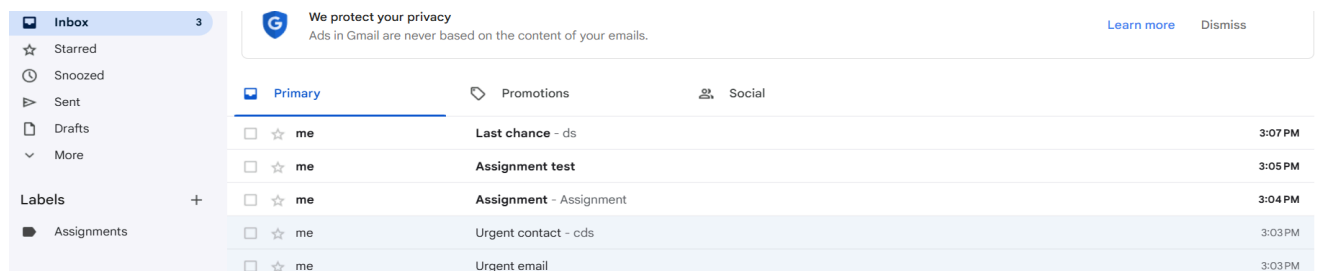 Inbox 3
Starred
Snoozed
Sent
Drafts
More
Labels +
Assignments
We protect your privacy
Ads in Gmail are never based on the content of your emails.
Learn more Dismiss
Primary Promotions Social
me Last chance - ds 3:07 PM
me Assignment test 3:05 PM
me Assignment - Assignment 3:04 PM
me Urgent contact - cds 3:03 PM
me Urgent email 3:03 PM